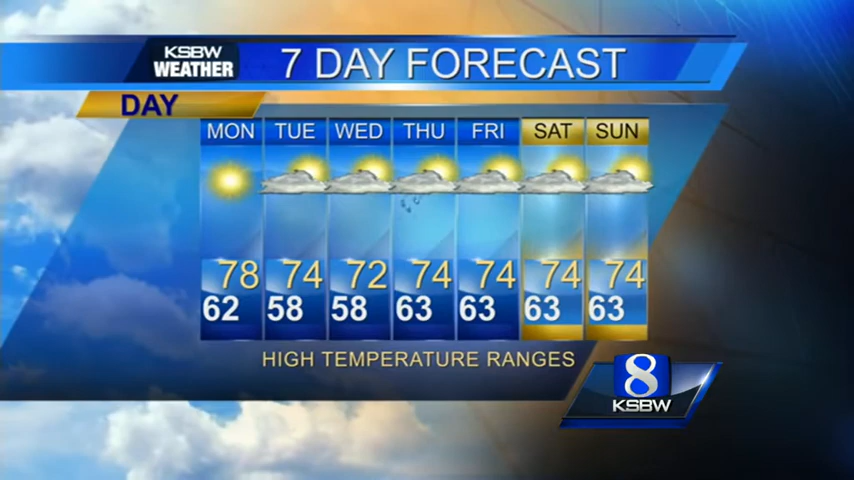 KSBW
WEATHER
7 DAY FORECAST
DAY
MON TUE WED THU FRI SAT SUN
78 74 72 74 74 74 74
62 58 58 63 63 63 63
HIGH TEMPERATURE RANGES
8
KSBW